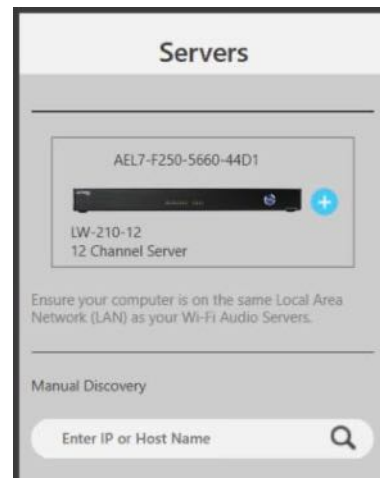 Servers
AEL7-F250-5660-44D1
LW-210-12
12 Channel Server
Ensure your computer is on the same Local Area
Network (LAN) as your Wi-Fi Audio Servers.
Manual Discovery
Enter IP or Host Name